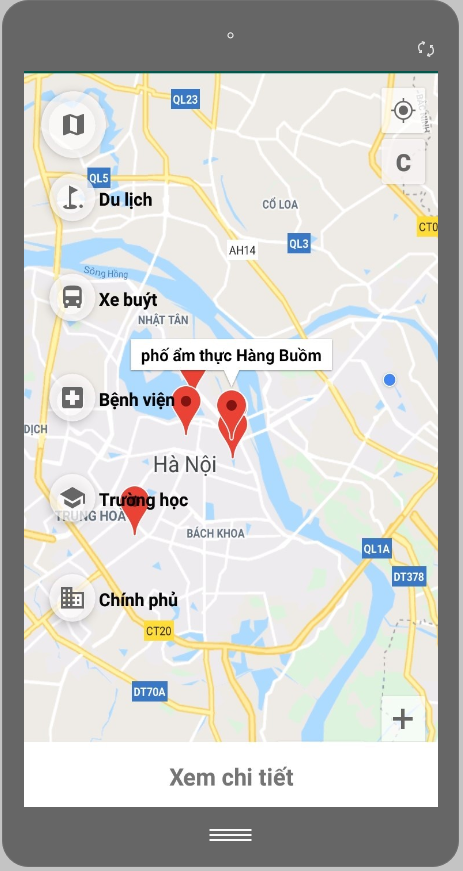 QL23
C
QL5
Du lịch
CỔ LOA
CT0
AH14
QL3
Sông Hồng
Xe buýt
NHẬT TÂN
phố ẩm thực Hàng Buồm
Bệnh viện
DỊCH
Hà Nội
Trường học
TRUNG HOÀ
BÁCH KHOA
QL1A
DT378
Chính phủ
CT20
DT70A
Xem chi tiết